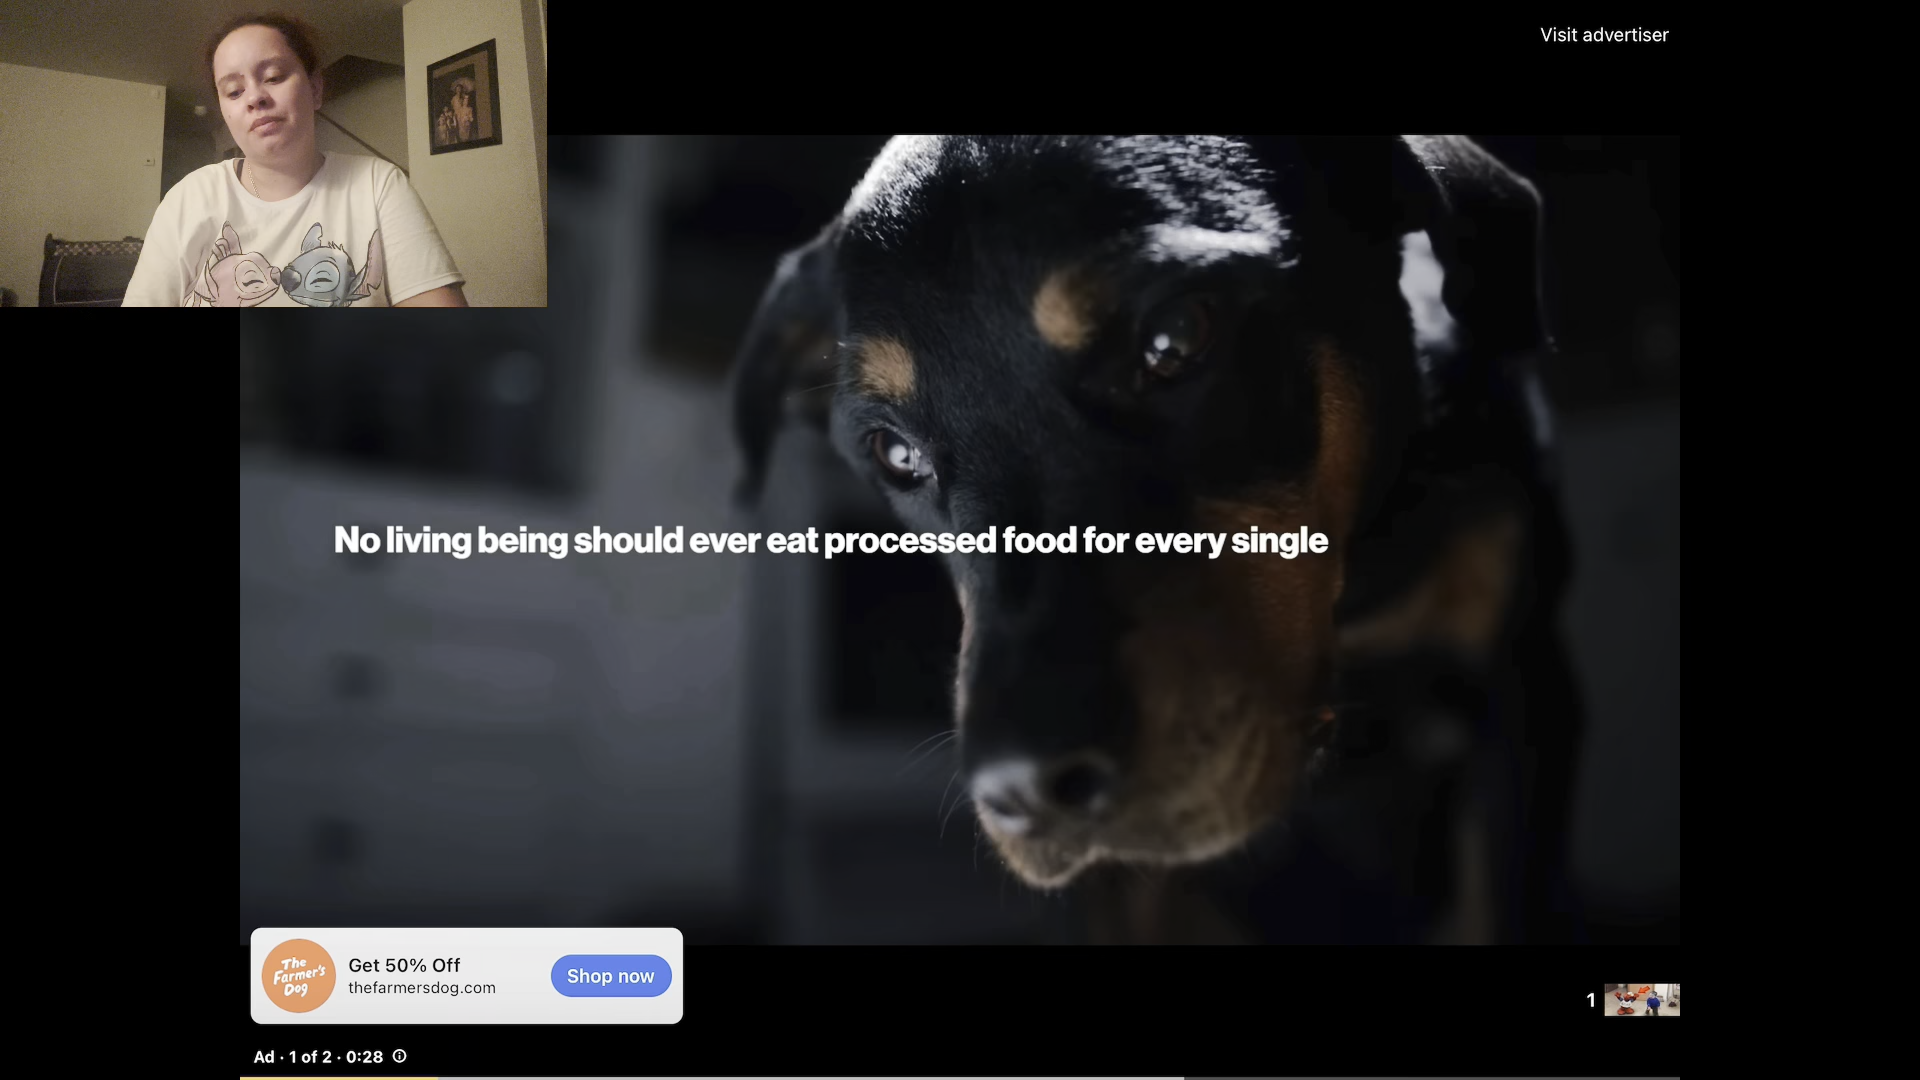 Visit advertiser
No living being should ever eat processed food for every single
The
Farmer's
Dog
Get 50% Off
thefarmersdog.com
Shop now
1
Ad · 1 of 2 · 0:28